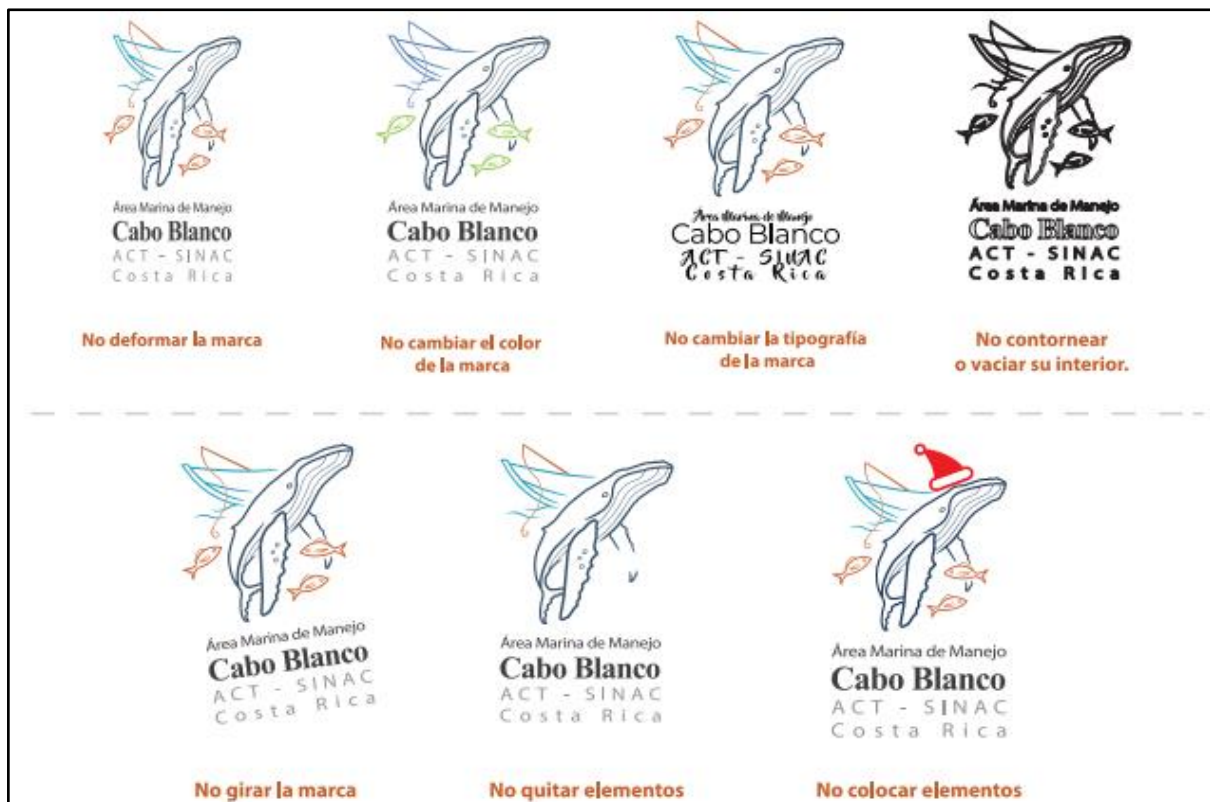 Área Marina de Manejo
Cabo Blanco
ACT - SINAC
Costa Rica
No deformar la marca
Área Marina de Manejo
Cabo Blanco
ACT - SINAC
Costa Rica
No cambiar el color
de la marca
Área Marina de Manejo
Cabo Blanco
ACT - SINAC
Costa Rica
No cambiar la tipografía
de la marca
Área Marina de Manejo
Cabo Blanco
ACT - SINAC
Costa Rica
No contornear
o vaciar su interior.
Área Marina de Manejo
Cabo Blanco
ACT - SINAC
Costa Rica
No girar la marca
Área Marina de Manejo
Cabo Blanco
ACT - SINAC
Costa Rica
No quitar elementos
Área Marina de Manejo
Cabo Blanco
ACT - SINAC
Costa Rica
No colocar elementos